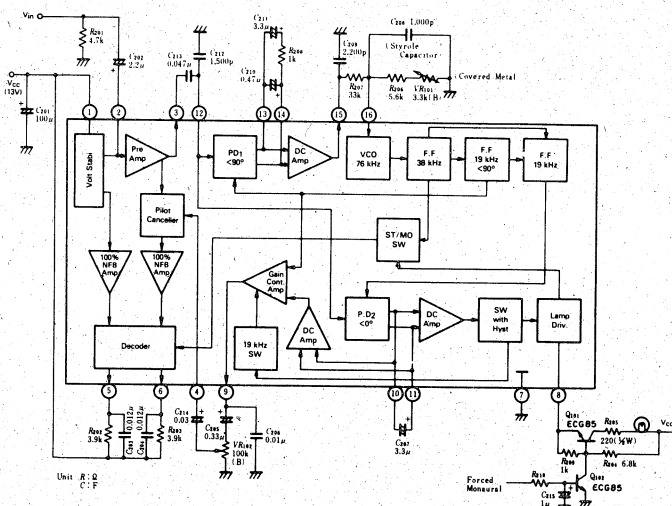 Vin
R201
4.7k
C202
2.2μ
VCC
(13V)
C201
100μ
C213
0.047μ
C212
1,500p
C211
3.3μ
R208
1k
C210
0.47μ
C209
2,200p
R207
33k
C208 1,000p
(Styrole
Capacitor)
R206
5.6k
VR101
3.3k(B)
(Covered Metal
1
2
3
12
13
14
15
16
Volt Stabi
Pre
Amp
PD1
<90°
DC
Amp
VCO
76 kHz
F.F
38 kHz
F.F
19 kHz
<90°
F.F
19 kHz
Pilot
Canceller
ST/MO
SW
100%
NFB
Amp
100%
NFB
Amp
Gain
Cont.
Amp
DC
Amp
P.D2
<0°
DC
Amp
SW
with
Hyst
Lamp
Driv.
Decoder
19 kHz
SW
5
6
4
9
10
11
7
8
R202
3.9k
C203
0.012μ
C204
0.012μ
R203
3.9k
C214
0.03
C205
0.33μ
VR102
100k
(B)
C206
0.01μ
C207
3.3μ
Q101
ECG85
R205
220(½W)
VCC
R209
1k
R204 6.8k
Q102
ECG85
Forced
Monaural
R210
C215
1μ
Unit R:Ω
C:F